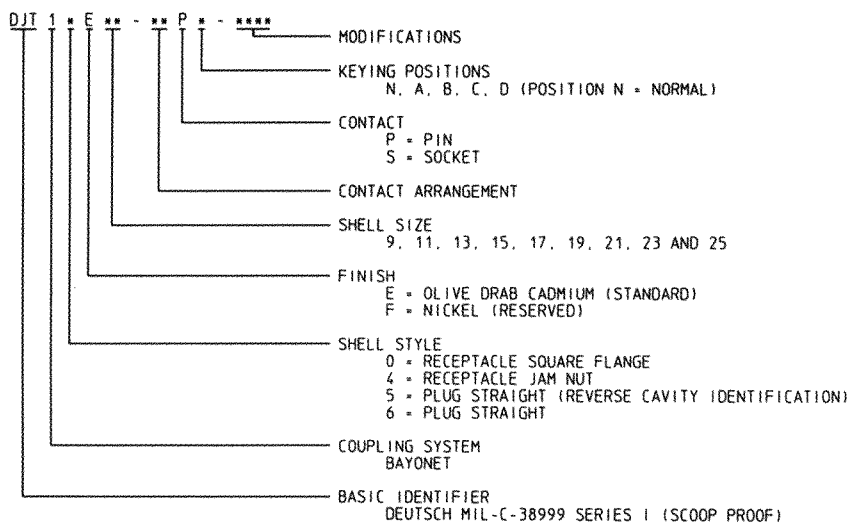 DJT 1 * E ** - ** P * - ****
MODIFICATIONS
KEYING POSITIONS
N, A, B, C, D (POSITION N = NORMAL)
CONTACT
P = PIN
S = SOCKET
CONTACT ARRANGEMENT
SHELL SIZE
9, 11, 13, 15, 17, 19, 21, 23 AND 25
FINISH
E = OLIVE DRAB CADMIUM (STANDARD)
F = NICKEL (RESERVED)
SHELL STYLE
0 = RECEPTACLE SQUARE FLANGE
4 = RECEPTACLE JAM NUT
5 = PLUG STRAIGHT (REVERSE CAVITY IDENTIFICATION)
6 = PLUG STRAIGHT
COUPLING SYSTEM
BAYONET
BASIC IDENTIFIER
DEUTSCH MIL-C-38999 SERIES I (SCOOP PROOF)